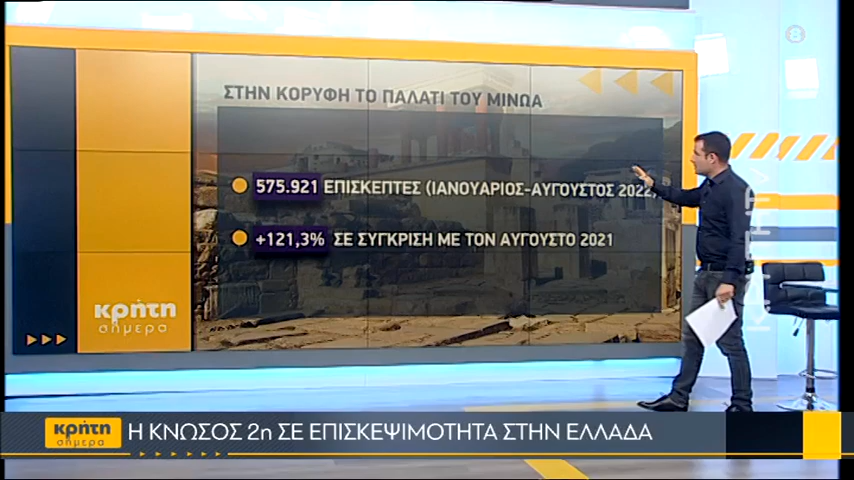 ΣΤΗΝ ΚΟΡΥΦΗ ΤΟ ΠΑΛΑΤΙ ΤΟΥ ΜΙΝΩΑ
575.921 ΕΠΙΣΚΕΠΤΕΣ (ΙΑΝΟΥΑΡΙΟΣ-ΑΥΓΟΥΣΤΟΣ 2022)
+121,3% ΣΕ ΣΥΓΚΡΙΣΗ ΜΕ ΤΟΝ ΑΥΓΟΥΣΤΟ 2021
κρήτη
σήμερα
κρήτη
σήμερα
Η ΚΝΩΣΟΣ 2η ΣΕ ΕΠΙΣΚΕΨΙΜΟΤΗΤΑ ΣΤΗΝ ΕΛΛΑΔΑ
8